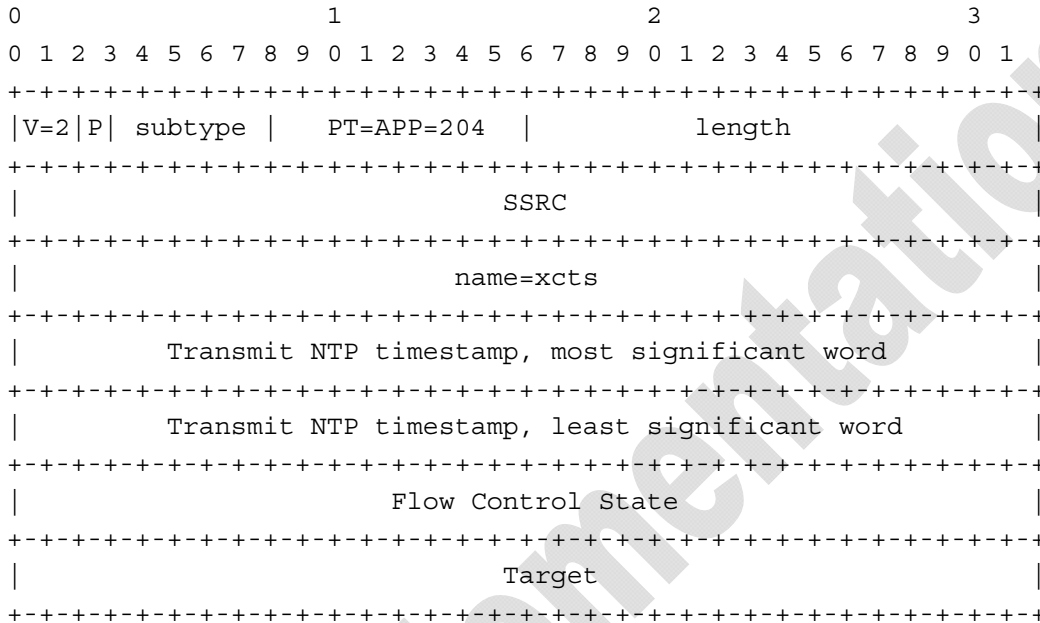 0                   1                   2                   3
0 1 2 3 4 5 6 7 8 9 0 1 2 3 4 5 6 7 8 9 0 1 2 3 4 5 6 7 8 9 0 1
+-+-+-+-+-+-+-+-+-+-+-+-+-+-+-+-+-+-+-+-+-+-+-+-+-+-+-+-+-+-+-+-+
|V=2|P| subtype |   PT=APP=204  |          length               |
+-+-+-+-+-+-+-+-+-+-+-+-+-+-+-+-+-+-+-+-+-+-+-+-+-+-+-+-+-+-+-+-+
|                              SSRC                             |
+-+-+-+-+-+-+-+-+-+-+-+-+-+-+-+-+-+-+-+-+-+-+-+-+-+-+-+-+-+-+-+-+
|                           name=xcts                           |
+-+-+-+-+-+-+-+-+-+-+-+-+-+-+-+-+-+-+-+-+-+-+-+-+-+-+-+-+-+-+-+-+
|         Transmit NTP timestamp, most significant word         |
+-+-+-+-+-+-+-+-+-+-+-+-+-+-+-+-+-+-+-+-+-+-+-+-+-+-+-+-+-+-+-+-+
|         Transmit NTP timestamp, least significant word        |
+-+-+-+-+-+-+-+-+-+-+-+-+-+-+-+-+-+-+-+-+-+-+-+-+-+-+-+-+-+-+-+-+
|                       Flow Control State                      |
+-+-+-+-+-+-+-+-+-+-+-+-+-+-+-+-+-+-+-+-+-+-+-+-+-+-+-+-+-+-+-+-+
|                              Target                           |
+-+-+-+-+-+-+-+-+-+-+-+-+-+-+-+-+-+-+-+-+-+-+-+-+-+-+-+-+-+-+-+-+